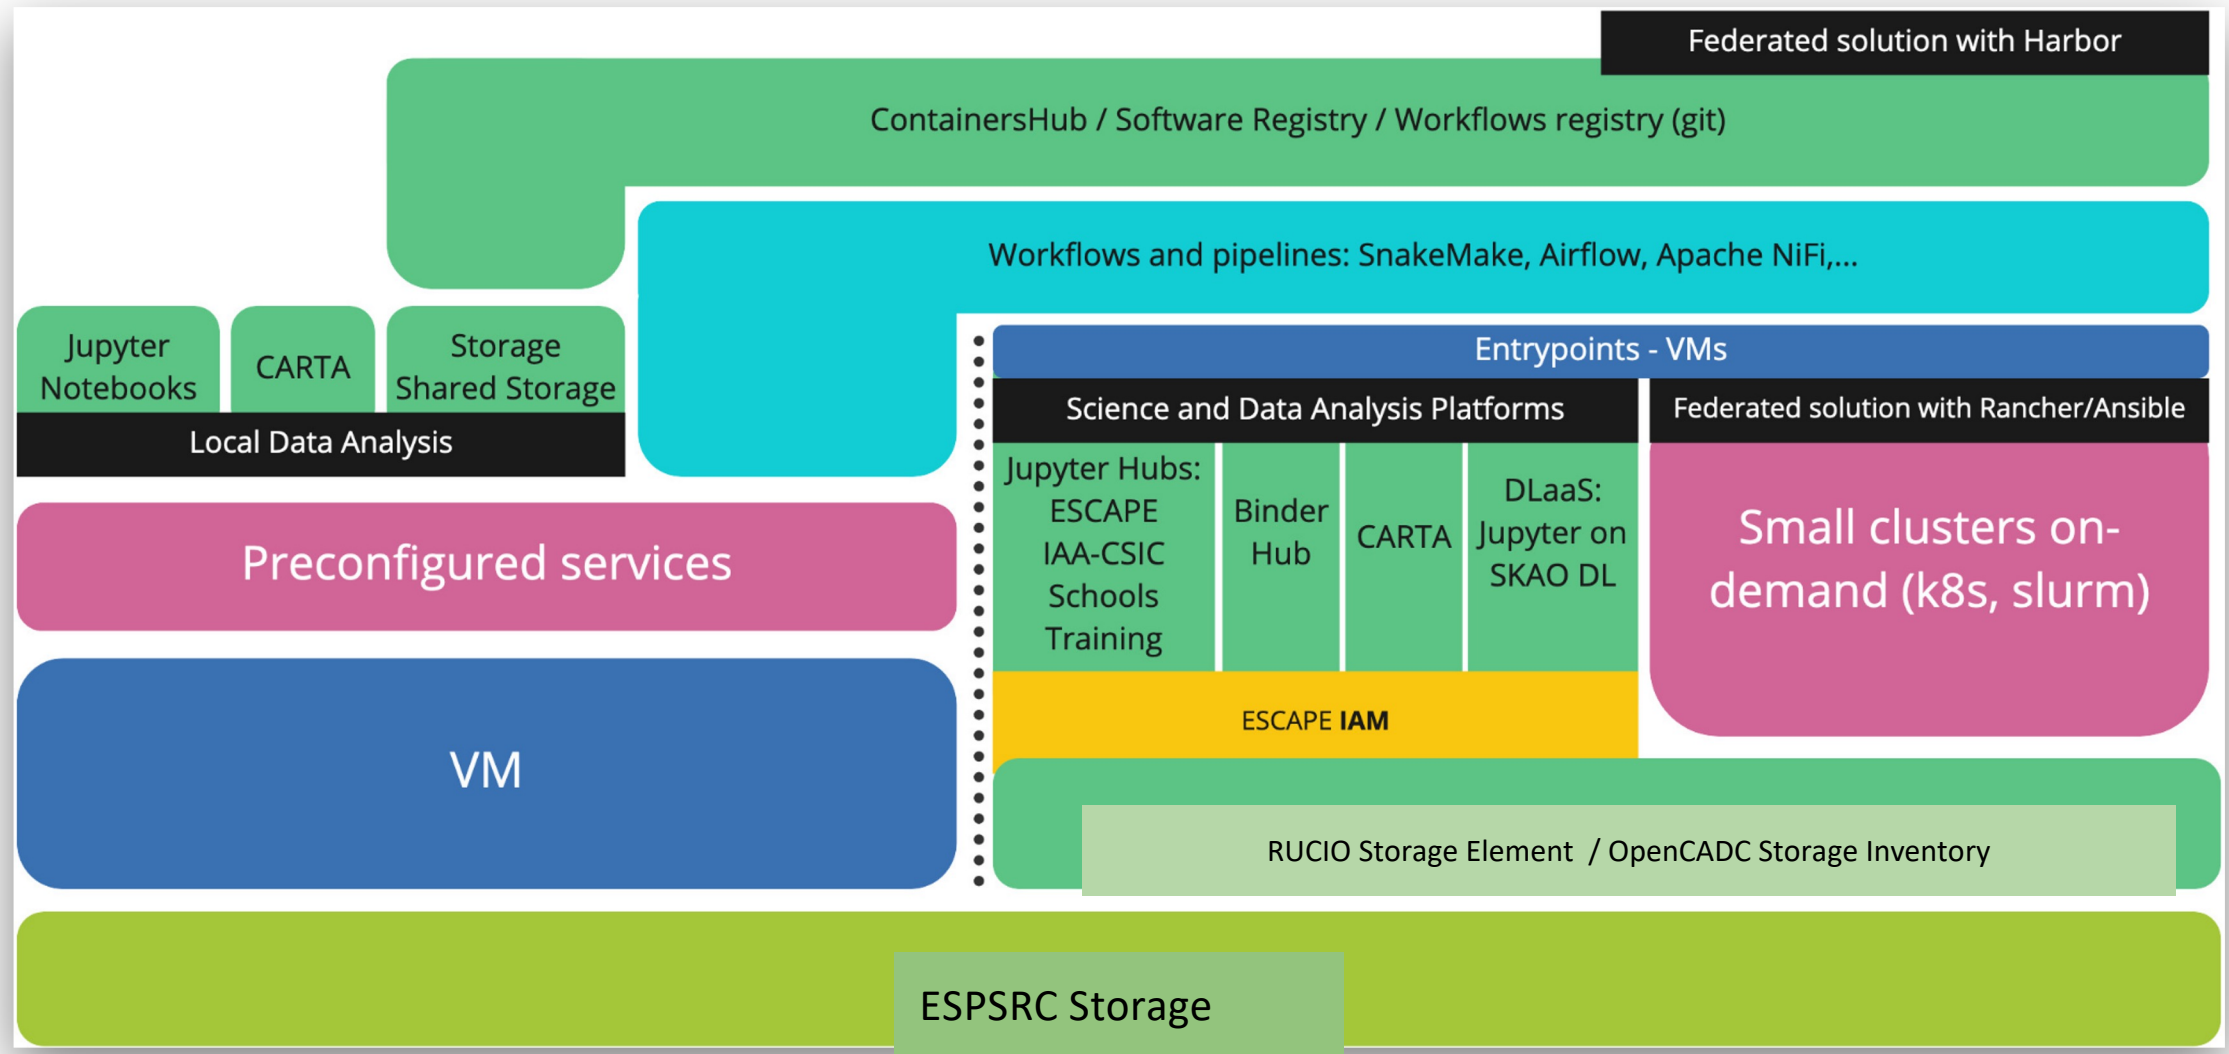 Federated solution with Harbor
ContainersHub / Software Registry / Workflows registry (git)
Workflows and pipelines: SnakeMake, Airflow, Apache NiFi,...
Jupyter
Notebooks
CARTA
Storage
Shared Storage
Local Data Analysis
Preconfigured services
VM
Entrypoints - VMs
Science and Data Analysis Platforms
Federated solution with Rancher/Ansible
Jupyter Hubs:
ESCAPE
IAA-CSIC
Schools
Training
Binder
Hub
CARTA
DLaaS:
Jupyter on
SKAO DL
Small clusters on-
demand (k8s, slurm)
ESCAPE IAM
RUCIO Storage Element / OpenCADC Storage Inventory
ESPSRC Storage